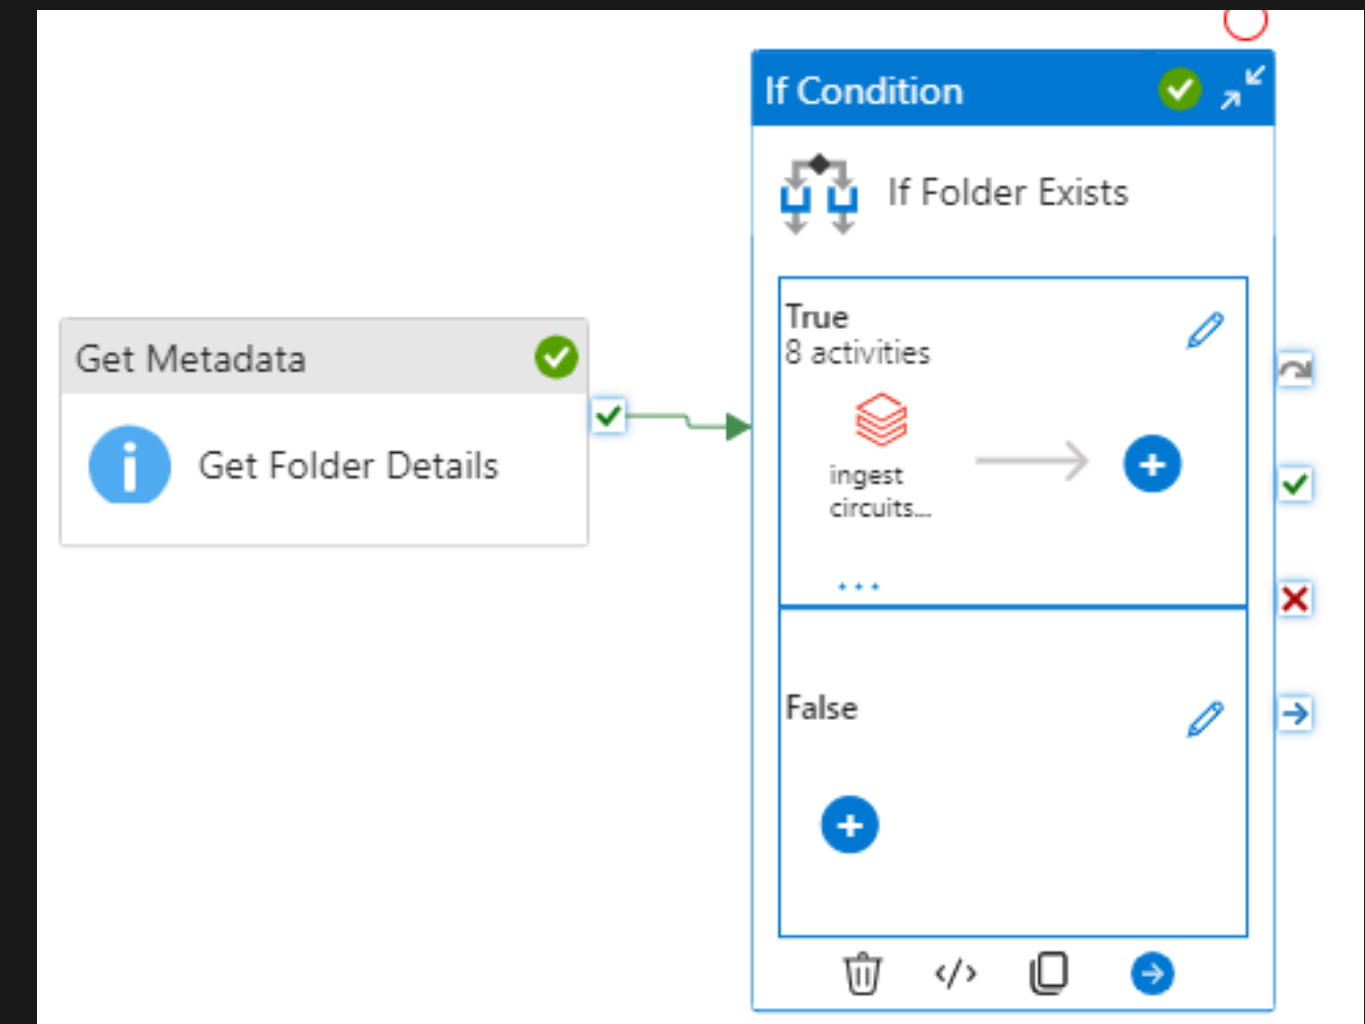 If Condition
If Folder Exists
True
8 activities
Get Metadata
Get Folder Details
ingest
circuits...
False